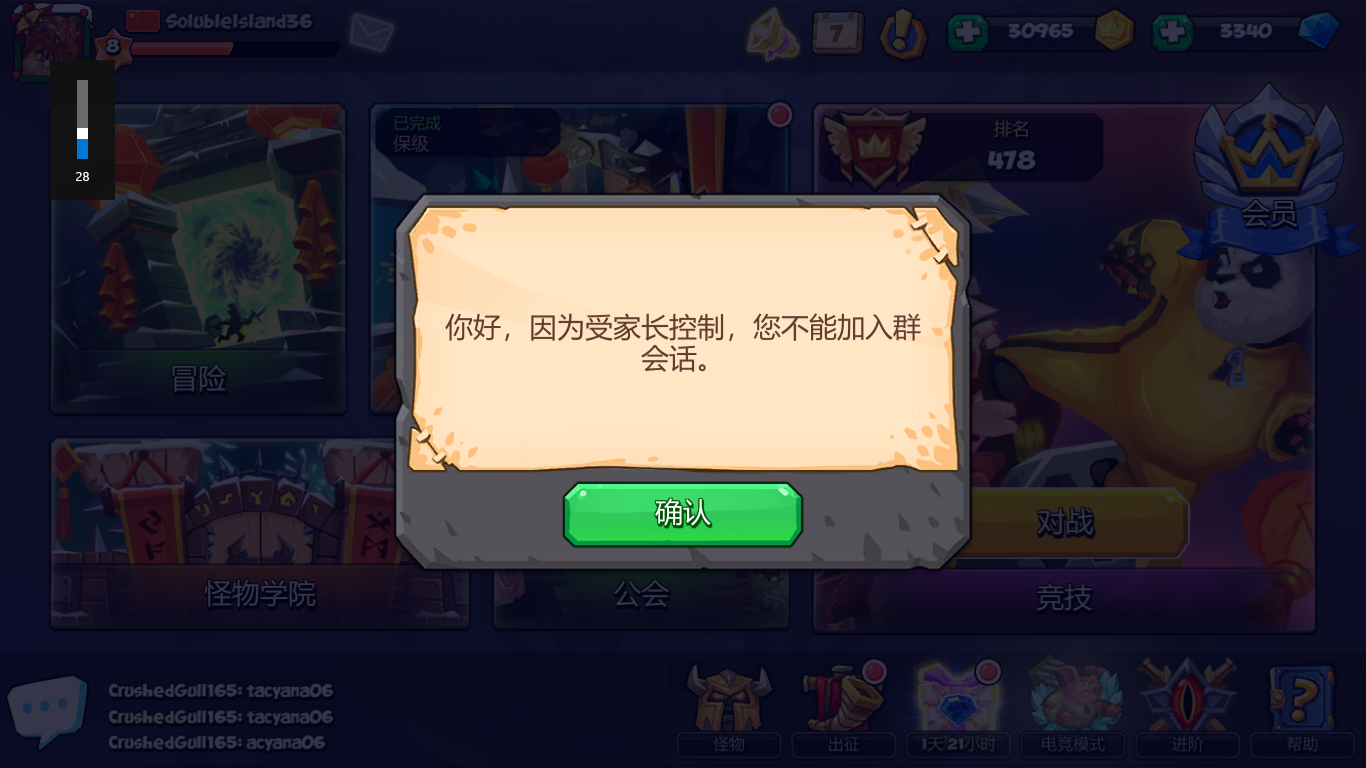 SolubleIsland36
8
7
30965
3340
28
已完成
保级
排名
478
会员
你好，因为受家长控制，您不能加入群
会话。
确认
冒险
对战
怪物学院
公会
竞技
CrushedGull165: tacyama06
CrushedGull165: tacyama06
CrushedGull165: acyama06
怪物
出征
1天 21小时
电竞模式
进阶
帮助